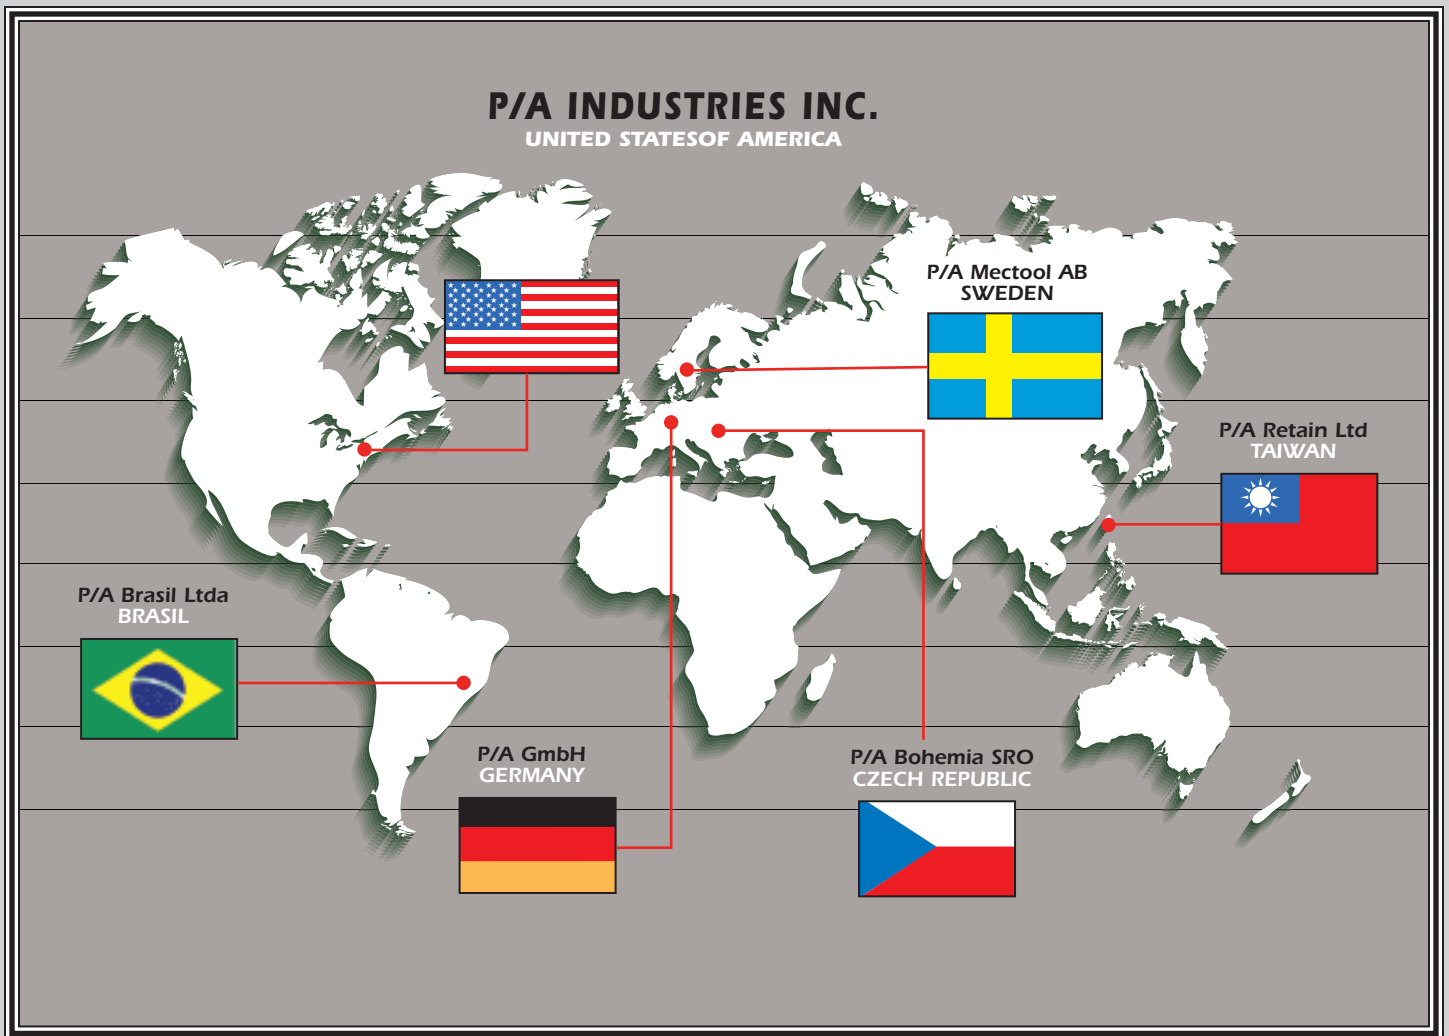 P/A INDUSTRIES INC.
UNITED STATESOF AMERICA
P/A Mectool AB
SWEDEN
P/A Retain Ltd
TAIWAN
P/A Brasil Ltda
BRASIL
P/A GmbH
GERMANY
P/A Bohemia SRO
CZECH REPUBLIC